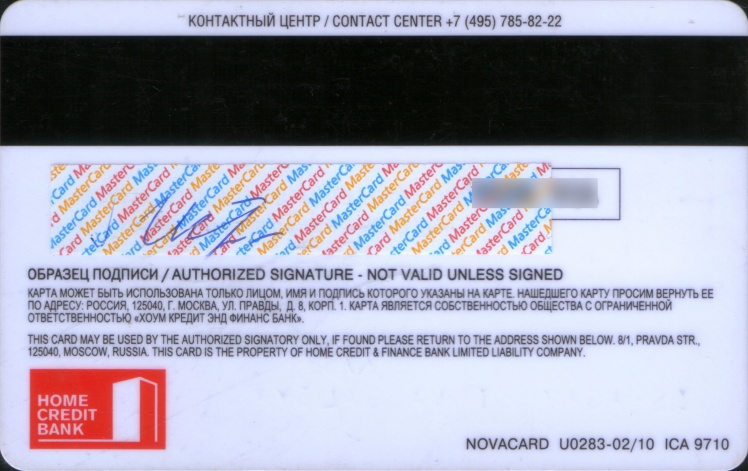 КОНТАКТНЫЙ ЦЕНТР / CONTACT CENTER +7 (495) 785-82-22
MasterCard MasterCard MasterCard MasterCard MasterCard
ОБРАЗЕЦ ПОДПИСИ / AUTHORIZED SIGNATURE - NOT VALID UNLESS SIGNED
КАРТА МОЖЕТ БЫТЬ ИСПОЛЬЗОВАНА ТОЛЬКО ЛИЦОМ, ИМЯ И ПОДПИСЬ КОТОРОГО УКАЗАНЫ НА КАРТЕ. НАШЕДШЕГО КАРТУ ПРОСИМ ВЕРНУТЬ ЕЕ
ПО АДРЕСУ: РОССИЯ, 125040, Г. МОСКВА, УЛ. ПРАВДЫ, Д. 8, КОРП. 1. КАРТА ЯВЛЯЕТСЯ СОБСТВЕННОСТЬЮ ОБЩЕСТВА С ОГРАНИЧЕННОЙ
ОТВЕТСТВЕННОСТЬЮ «ХОУМ КРЕДИТ ЭНД ФИНАНС БАНК».
THIS CARD MAY BE USED BY THE AUTHORIZED SIGNATORY ONLY, IF FOUND PLEASE RETURN TO THE ADDRESS SHOWN BELOW. 8/1, PRAVDA STR.,
125040, MOSCOW, RUSSIA. THIS CARD IS THE PROPERTY OF HOME CREDIT & FINANCE BANK LIMITED LIABILITY COMPANY.
HOME
CREDIT
BANK
NOVACARD U0283-02/10 ICA 9710